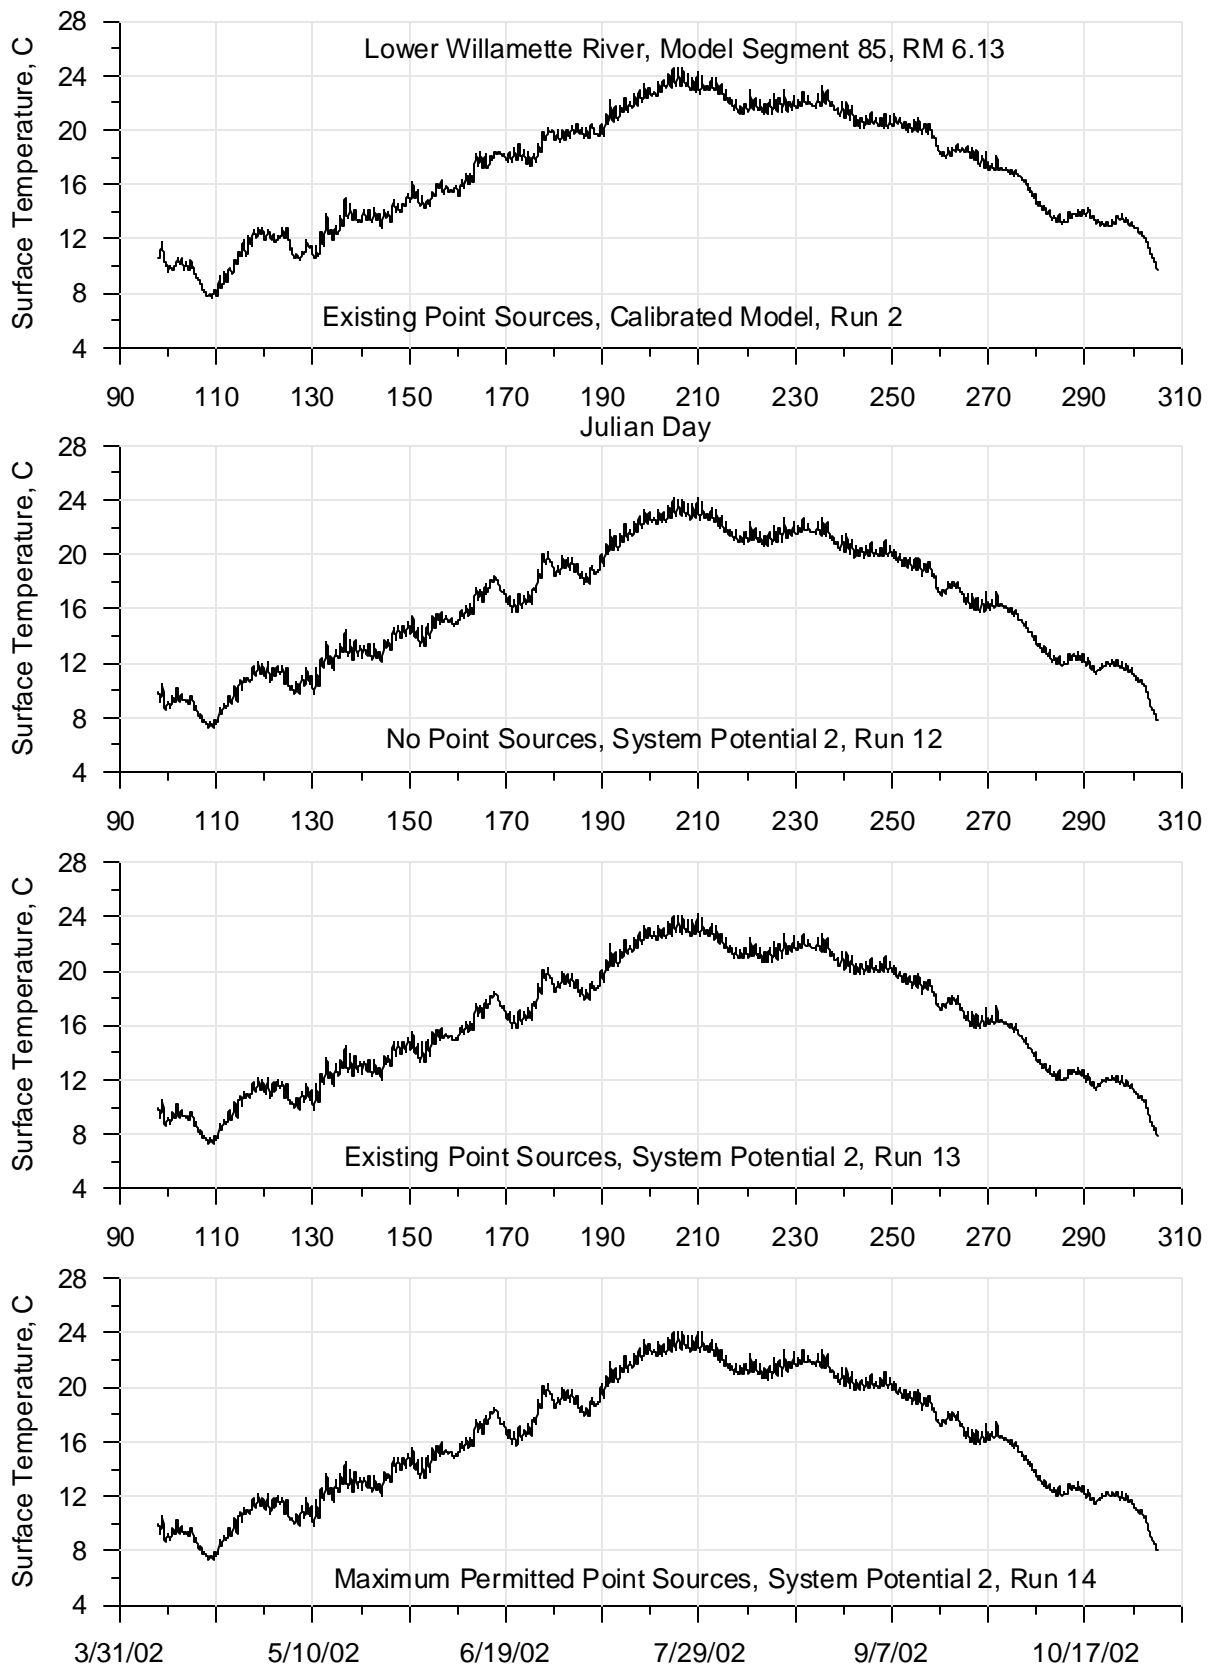 28
Lower Willamette River, Model Segment 85, RM 6.13
24
20
16
12
8
Existing Point Sources, Calibrated Model, Run 2
4
Surface Temperature, C
90 110 130 150 170 190 210 230 250 270 290 310
Julian Day
28
24
20
16
12
8
No Point Sources, System Potential 2, Run 12
4
Surface Temperature, C
90 110 130 150 170 190 210 230 250 270 290 310
28
24
20
16
12
8
Existing Point Sources, System Potential 2, Run 13
4
Surface Temperature, C
90 110 130 150 170 190 210 230 250 270 290 310
28
24
20
16
12
8
Maximum Permitted Point Sources, System Potential 2, Run 14
4
Surface Temperature, C
3/31/02 5/10/02 6/19/02 7/29/02 9/7/02 10/17/02